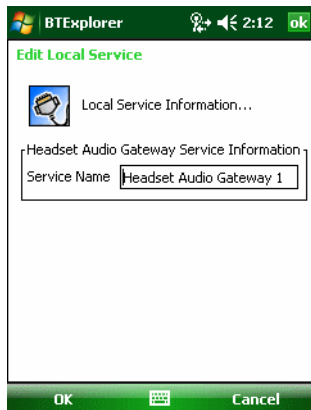 BTExplorer 2:12 ok
Edit Local Service
Local Service Information...
Headset Audio Gateway Service Information
Service Name Headset Audio Gateway 1
OK Cancel